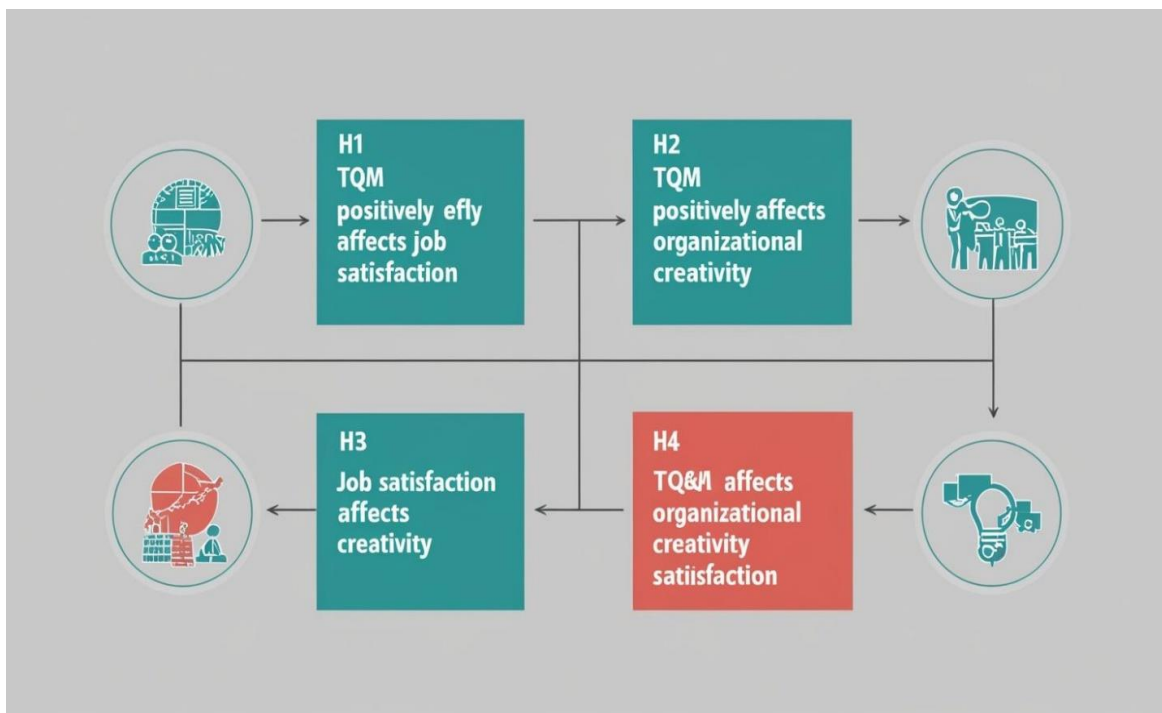 H1
TQM
positively efly
affects job
satisfaction
H2
TQM
positively affects
organizational
creativity
H3
Job satisfaction
affects
creativity
H4
affects
organizational
creativity
satiisfaction